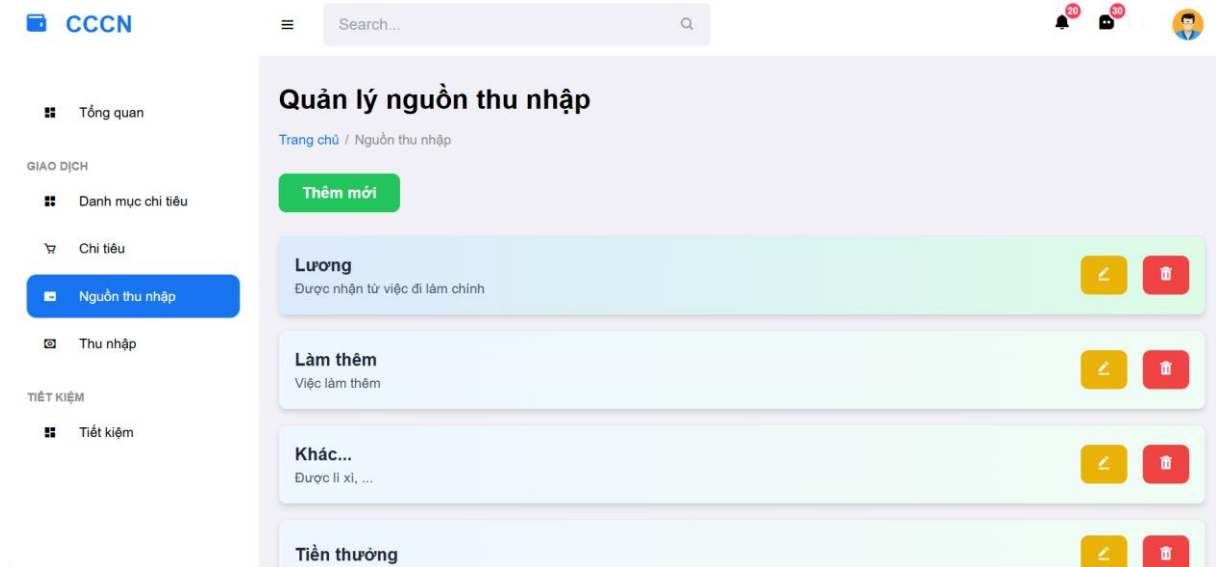 CCCN
Search...
20
30
Tổng quan
GIAO DỊCH
Danh mục chi tiêu
Chi tiêu
Nguồn thu nhập
Thu nhập
TIẾT KIỆM
Tiết kiệm
Quản lý nguồn thu nhập
Trang chủ / Nguồn thu nhập
Thêm mới
Lương
Được nhận từ việc đi làm chính
Làm thêm
Việc làm thêm
Khác...
Được lì xì, ...
Tiền thưởng